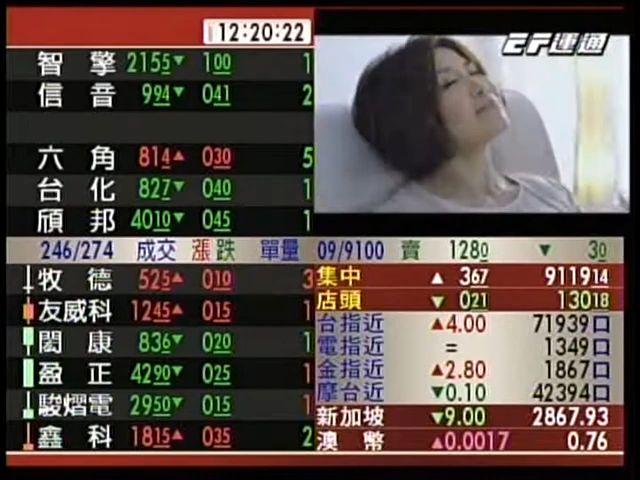 12:20:22
EF運通
智擎 2155▼ 100 1
信音 994▼ 041 2
六角 814▲ 030 5
台化 827▼ 040 1
頎邦 4010▼ 045 1
246/274 成交 漲跌 單量 09/9100 賣 1280 ▼ 30
牧德 525▲ 010 3
友威科 1245▲ 015 1
閎康 836▼ 020 1
盈正 4290▼ 025 1
駿熠電 2950▼ 015 1
鑫科 1815▲ 035 2
集中 ▲ 367 911914
店頭 ▼ 021 13018
台指近 ▲4.00 71939口
電指近 = 1349口
金指近 ▲2.80 1867口
摩台近 ▼0.10 42394口
新加坡 ▼9.00 2867.93
澳幣 ▲0.0017 0.76